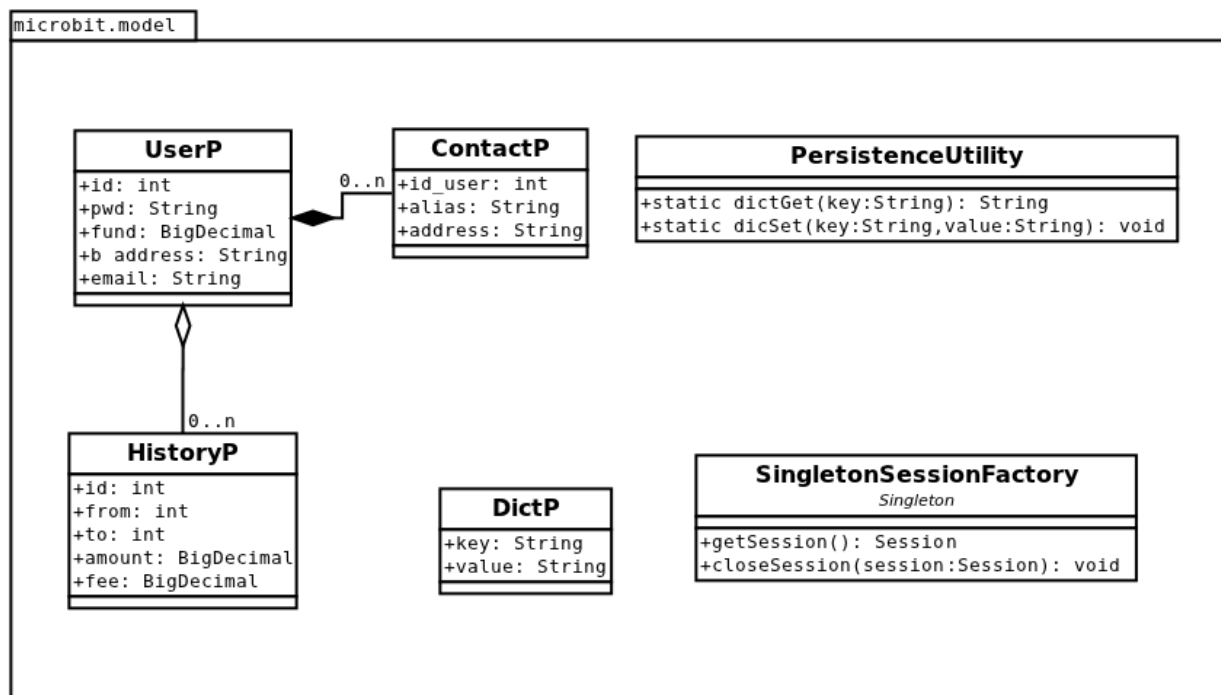 microbit.model
UserP
+id: int
+pwd: String
+fund: BigDecimal
+b address: String
+email: String
0..n
ContactP
+id_user: int
+alias: String
+address: String
PersistenceUtility
+static dictGet(key:String): String
+static dicSet(key:String,value:String): void
0..n
HistoryP
+id: int
+from: int
+to: int
+amount: BigDecimal
+fee: BigDecimal
DictP
+key: String
+value: String
SingletonSessionFactory
Singleton
+getSession(): Session
+closeSession(session:Session): void